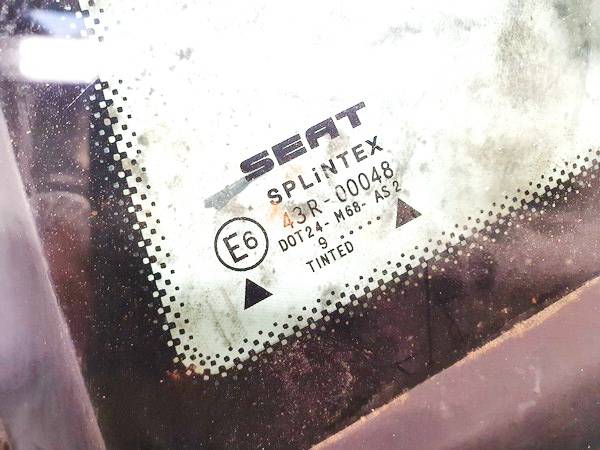 SEAT
SPLiNTEX
E6 43R-00048
DOT24- M68- AS2
9 ......
TINTED